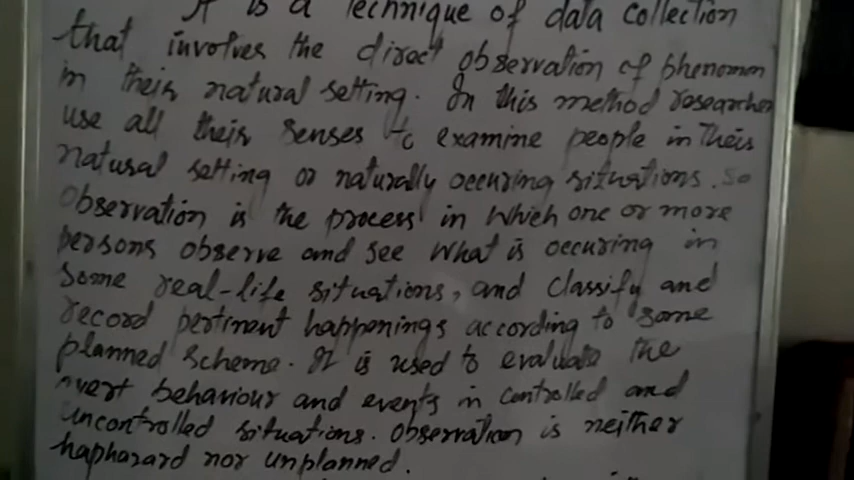 It is a technique of data collection
that involves the direct observation of phenomen
in their natural setting. In this method researcher
use all their senses to examine people in their
natural setting or naturally occuring situations. So
Observation is the process in which one or more
persons observe and see what is occuring in
some real-life situations, and classify and
record pertinent happenings according to some
planned scheme. It is used to evaluate the
overt behaviour and events in controlled and
uncontrolled situations. Observation is neither
haphazard nor unplanned.